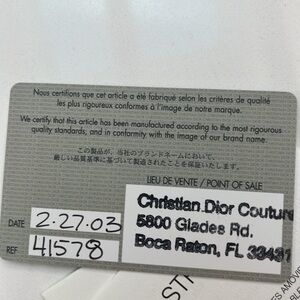 Nous certifions que cet article a été fabriqué selon les critères de qualité
les plus rigoureux conformes à l'image de notre marque.
We certify that this article has been manufactured according to the most rigourous
quality standards, and in conformity with the image of our brand name.
この製品が、当社のブランドネームにおいて、
厳しい品質基準に基づいて製造されたことを保証いたします。
LIEU DE VENTE / POINT OF SALE
Christian Dior Couture
5800 Glades Rd.
Boca Raton, FL 33431
DATE 2·27·03
REF 41578